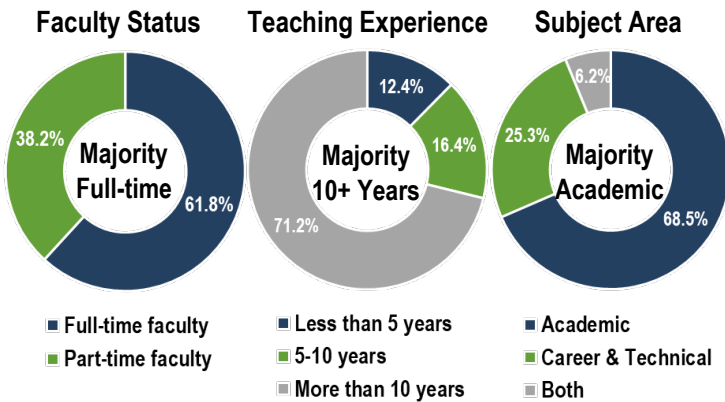 Faculty Status
38.2%
Majority
Full-time
61.8%
Full-time faculty
Part-time faculty
Teaching Experience
12.4%
16.4%
Majority
10+ Years
71.2%
Less than 5 years
5-10 years
More than 10 years
Subject Area
6.2%
25.3%
Majority
Academic
68.5%
Academic
Career & Technical
Both